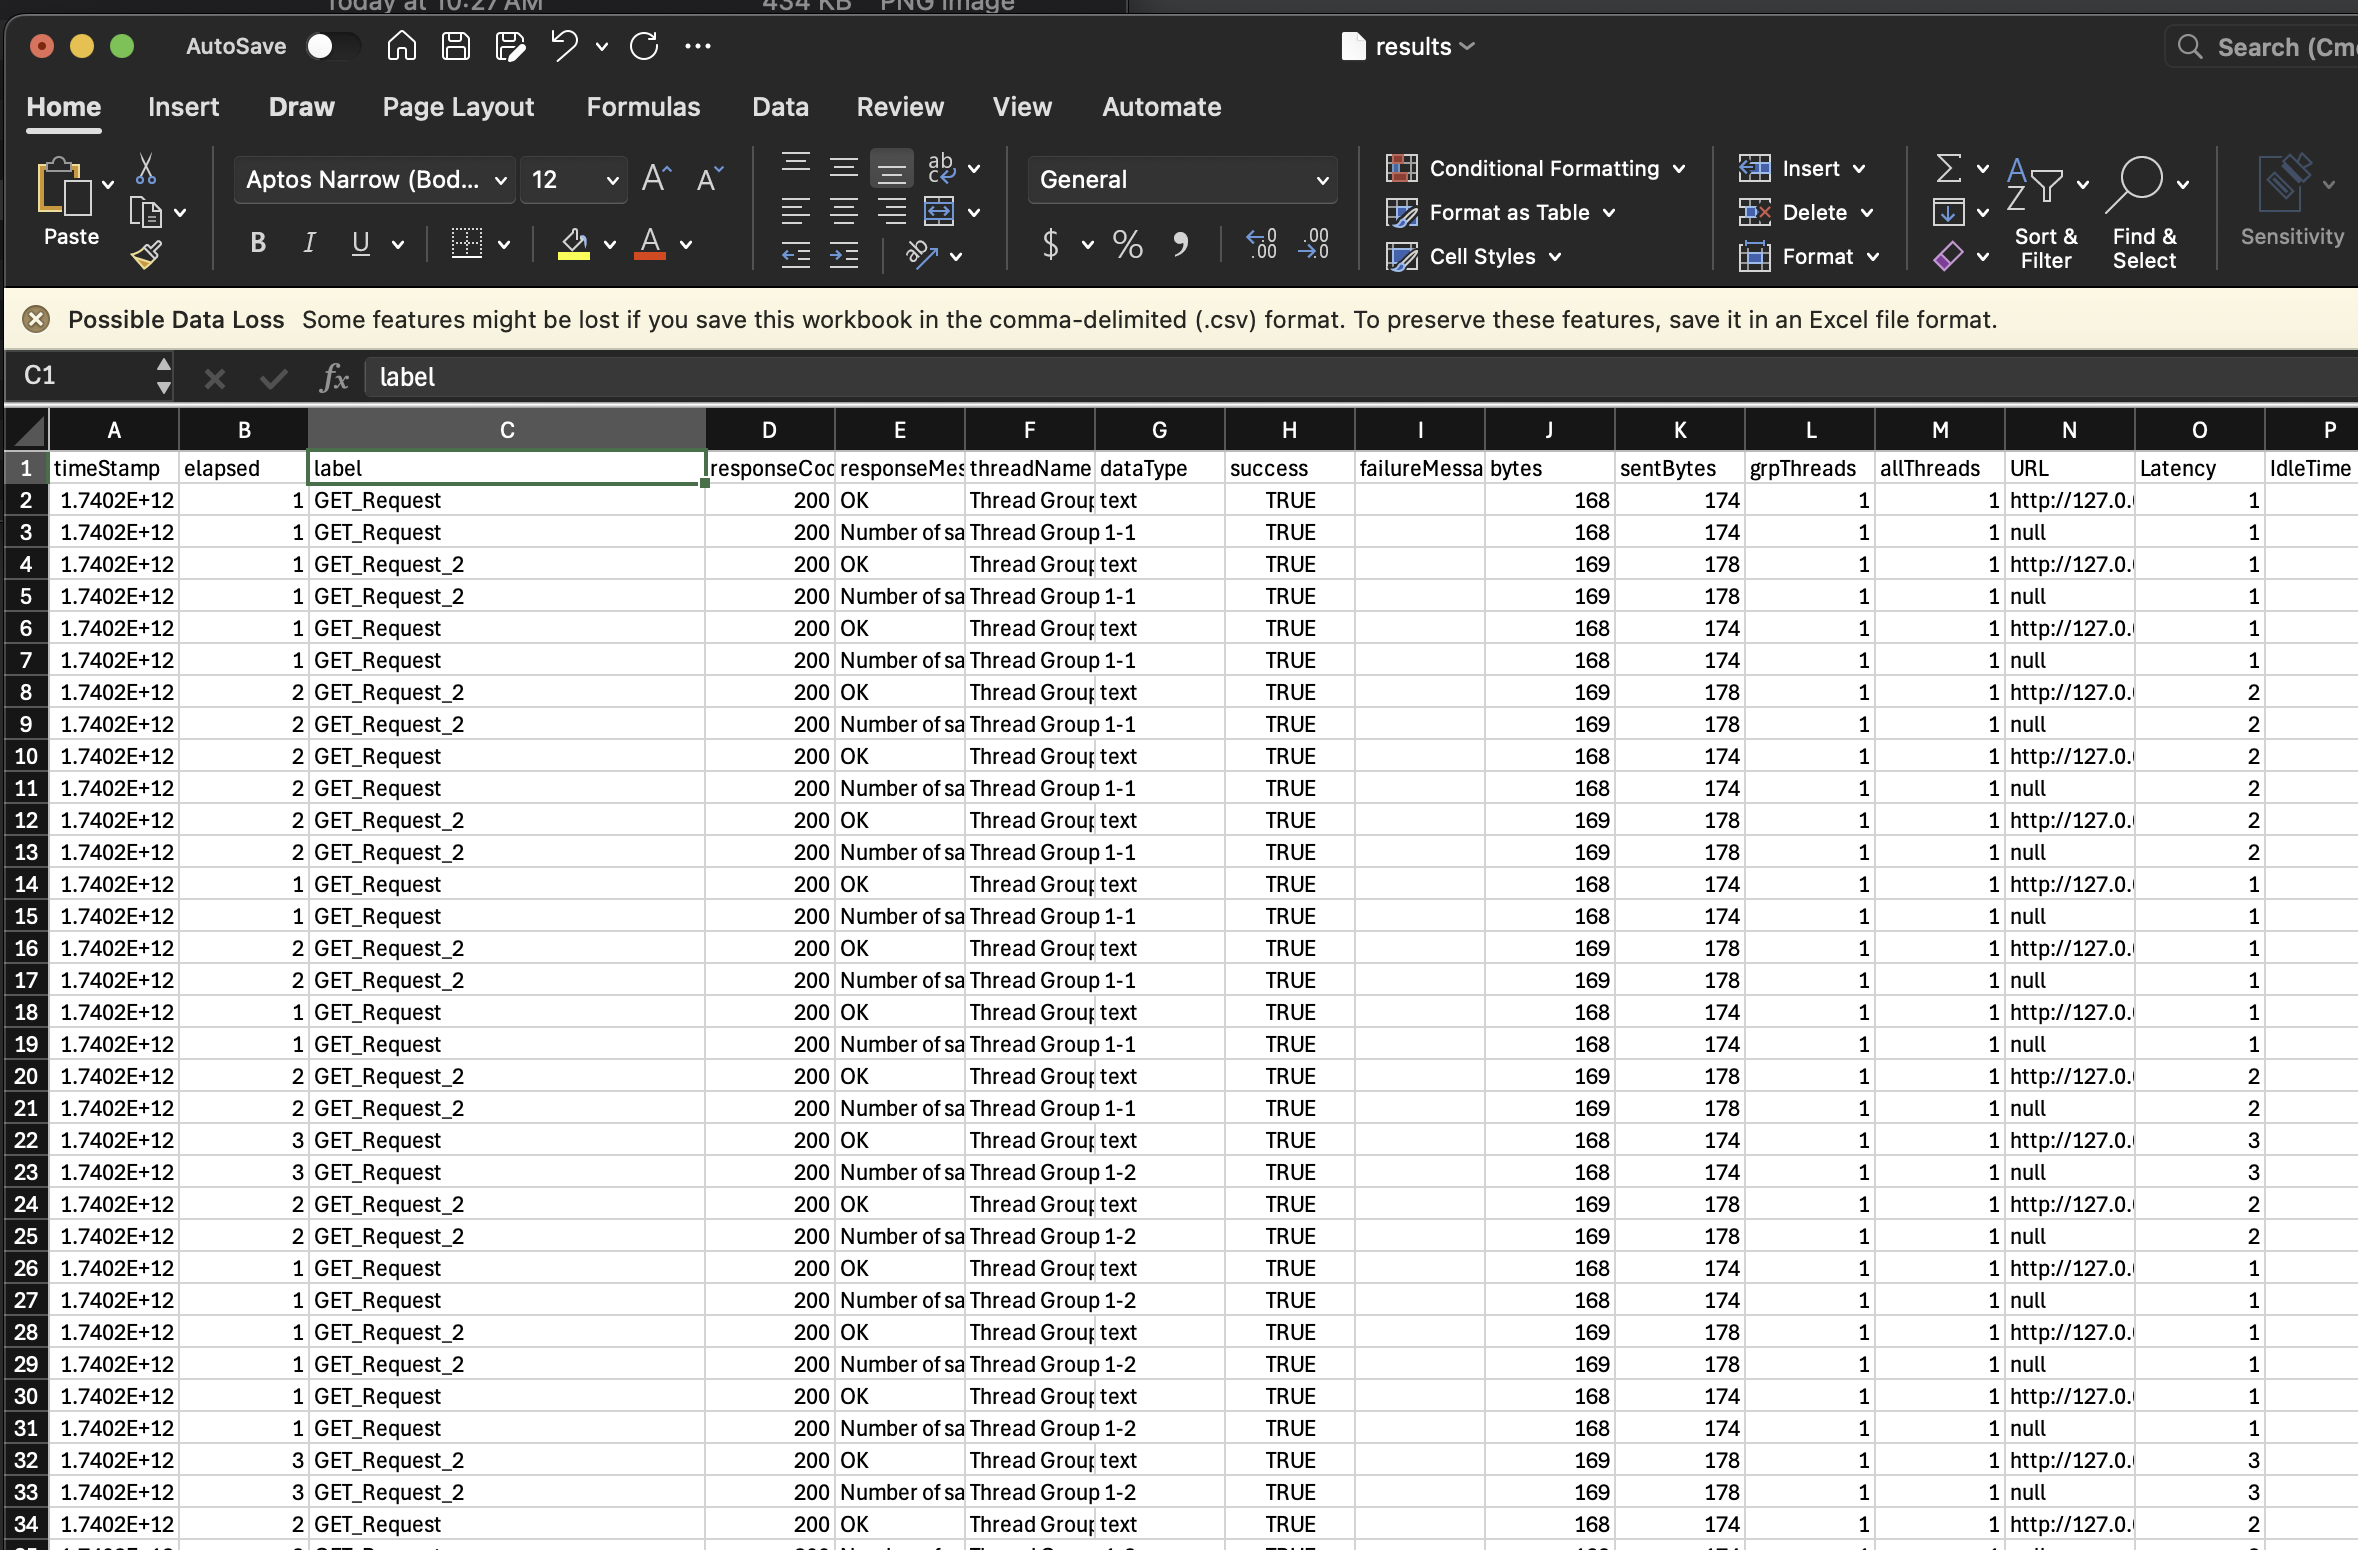 Today at 10:27 AM 434 KB PNG image
AutoSave results Search (Cm
Home Insert Draw Page Layout Formulas Data Review View Automate
Paste Aptos Narrow (Bod... 12 A A ab General Conditional Formatting Insert
Format as Table Delete
B I U A $ % Cell Styles Format
Sort & Filter Find & Select Sensitivity
Possible Data Loss Some features might be lost if you save this workbook in the comma-delimited (.csv) format. To preserve these features, save it in an Excel file format.
C1 fx label
A B C D E F G H I J K L M N O P
1 timeStamp elapsed label responseCod responseMes threadName dataType success failureMessa bytes sentBytes grpThreads allThreads URL Latency IdleTime
2 1.7402E+12 1 GET_Request 200 OK Thread Group text TRUE 168 174 1 1 http://127.0. 1
3 1.7402E+12 1 GET_Request 200 Number of sa Thread Group 1-1 TRUE 168 174 1 1 null 1
4 1.7402E+12 1 GET_Request_2 200 OK Thread Group text TRUE 169 178 1 1 http://127.0. 1
5 1.7402E+12 1 GET_Request_2 200 Number of sa Thread Group 1-1 TRUE 169 178 1 1 null 1
6 1.7402E+12 1 GET_Request 200 OK Thread Group text TRUE 168 174 1 1 http://127.0. 1
7 1.7402E+12 1 GET_Request 200 Number of sa Thread Group 1-1 TRUE 168 174 1 1 null 1
8 1.7402E+12 2 GET_Request_2 200 OK Thread Group text TRUE 169 178 1 1 http://127.0. 2
9 1.7402E+12 2 GET_Request_2 200 Number of sa Thread Group 1-1 TRUE 169 178 1 1 null 2
10 1.7402E+12 2 GET_Request 200 OK Thread Group text TRUE 168 174 1 1 http://127.0. 2
11 1.7402E+12 2 GET_Request 200 Number of sa Thread Group 1-1 TRUE 168 174 1 1 null 2
12 1.7402E+12 2 GET_Request_2 200 OK Thread Group text TRUE 169 178 1 1 http://127.0. 2
13 1.7402E+12 2 GET_Request_2 200 Number of sa Thread Group 1-1 TRUE 169 178 1 1 null 2
14 1.7402E+12 1 GET_Request 200 OK Thread Group text TRUE 168 174 1 1 http://127.0. 1
15 1.7402E+12 1 GET_Request 200 Number of sa Thread Group 1-1 TRUE 168 174 1 1 null 1
16 1.7402E+12 2 GET_Request_2 200 OK Thread Group text TRUE 169 178 1 1 http://127.0. 1
17 1.7402E+12 2 GET_Request_2 200 Number of sa Thread Group 1-1 TRUE 169 178 1 1 null 1
18 1.7402E+12 1 GET_Request 200 OK Thread Group text TRUE 168 174 1 1 http://127.0. 1
19 1.7402E+12 1 GET_Request 200 Number of sa Thread Group 1-1 TRUE 168 174 1 1 null 1
20 1.7402E+12 2 GET_Request_2 200 OK Thread Group text TRUE 169 178 1 1 http://127.0. 2
21 1.7402E+12 2 GET_Request_2 200 Number of sa Thread Group 1-1 TRUE 169 178 1 1 null 2
22 1.7402E+12 3 GET_Request 200 OK Thread Group text TRUE 168 174 1 1 http://127.0. 3
23 1.7402E+12 3 GET_Request 200 Number of sa Thread Group 1-2 TRUE 168 174 1 1 null 3
24 1.7402E+12 2 GET_Request_2 200 OK Thread Group text TRUE 169 178 1 1 http://127.0. 2
25 1.7402E+12 2 GET_Request_2 200 Number of sa Thread Group 1-2 TRUE 169 178 1 1 null 2
26 1.7402E+12 1 GET_Request 200 OK Thread Group text TRUE 168 174 1 1 http://127.0. 1
27 1.7402E+12 1 GET_Request 200 Number of sa Thread Group 1-2 TRUE 168 174 1 1 null 1
28 1.7402E+12 1 GET_Request_2 200 OK Thread Group text TRUE 169 178 1 1 http://127.0. 1
29 1.7402E+12 1 GET_Request_2 200 Number of sa Thread Group 1-2 TRUE 169 178 1 1 null 1
30 1.7402E+12 1 GET_Request 200 OK Thread Group text TRUE 168 174 1 1 http://127.0. 1
31 1.7402E+12 1 GET_Request 200 Number of sa Thread Group 1-2 TRUE 168 174 1 1 null 1
32 1.7402E+12 3 GET_Request_2 200 OK Thread Group text TRUE 169 178 1 1 http://127.0. 3
33 1.7402E+12 3 GET_Request_2 200 Number of sa Thread Group 1-2 TRUE 169 178 1 1 null 3
34 1.7402E+12 2 GET_Request 200 OK Thread Group text TRUE 168 174 1 1 http://127.0. 2